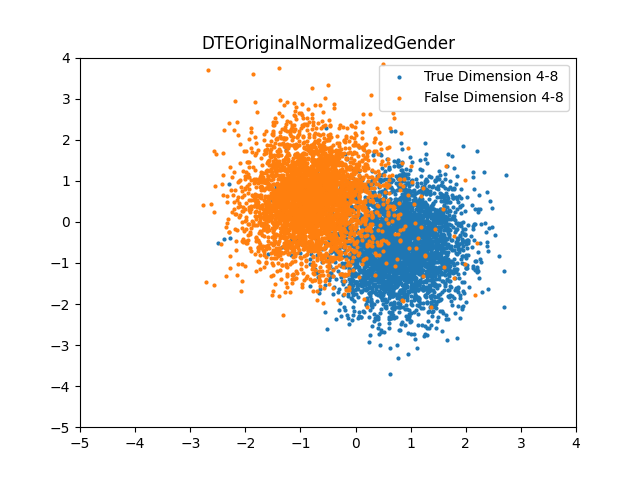 DTEOriginalNormalizedGender
True Dimension 4-8
False Dimension 4-8
4
3
2
1
0
−1
−2
−3
−4
−5
−5 −4 −3 −2 −1 0 1 2 3 4